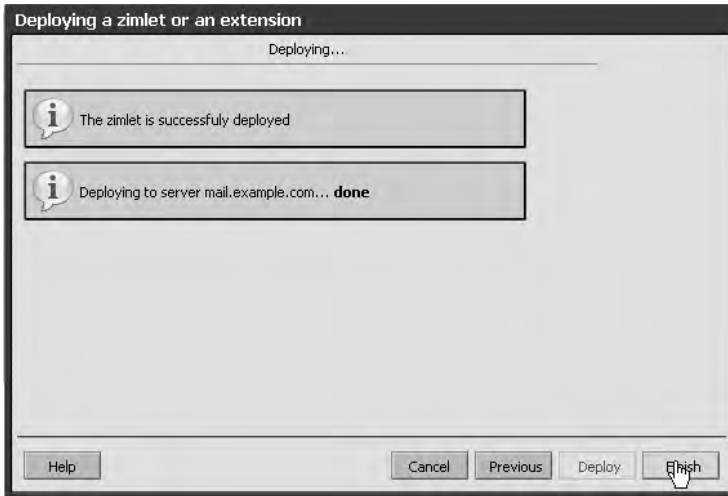 Deploying a zimlet or an extension
Deploying...
The zimlet is successfuly deployed
Deploying to server mail.example.com... done
Help
Cancel
Previous
Deploy
Finish